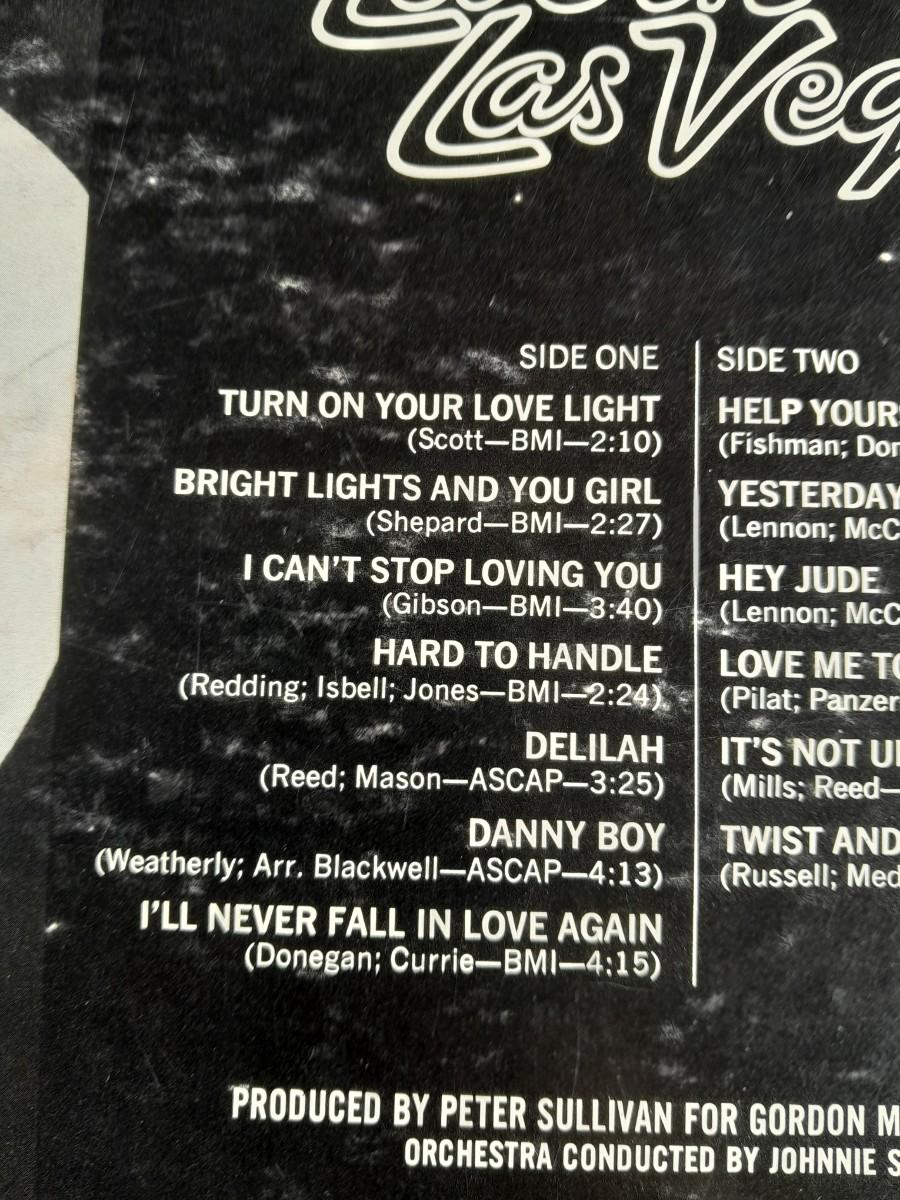 Las Veg
SIDE ONE
TURN ON YOUR LOVE LIGHT
(Scott—BMI—2:10)
BRIGHT LIGHTS AND YOU GIRL
(Shepard—BMI—2:27)
I CAN'T STOP LOVING YOU
(Gibson—BMI—3:40)
HARD TO HANDLE
(Redding; Isbell; Jones—BMI—2:24)
DELILAH
(Reed; Mason—ASCAP—3:25)
DANNY BOY
(Weatherly; Arr. Blackwell—ASCAP—4:13)
I'LL NEVER FALL IN LOVE AGAIN
(Donegan; Currie—BMI—4:15)
SIDE TWO
HELP YOURS
(Fishman; Don
YESTERDAY
(Lennon; McC
HEY JUDE
(Lennon; McC
LOVE ME TO
(Pilat; Panzer
IT'S NOT U
(Mills; Reed—
TWIST AND
(Russell; Med
PRODUCED BY PETER SULLIVAN FOR GORDON M
ORCHESTRA CONDUCTED BY JOHNNIE S